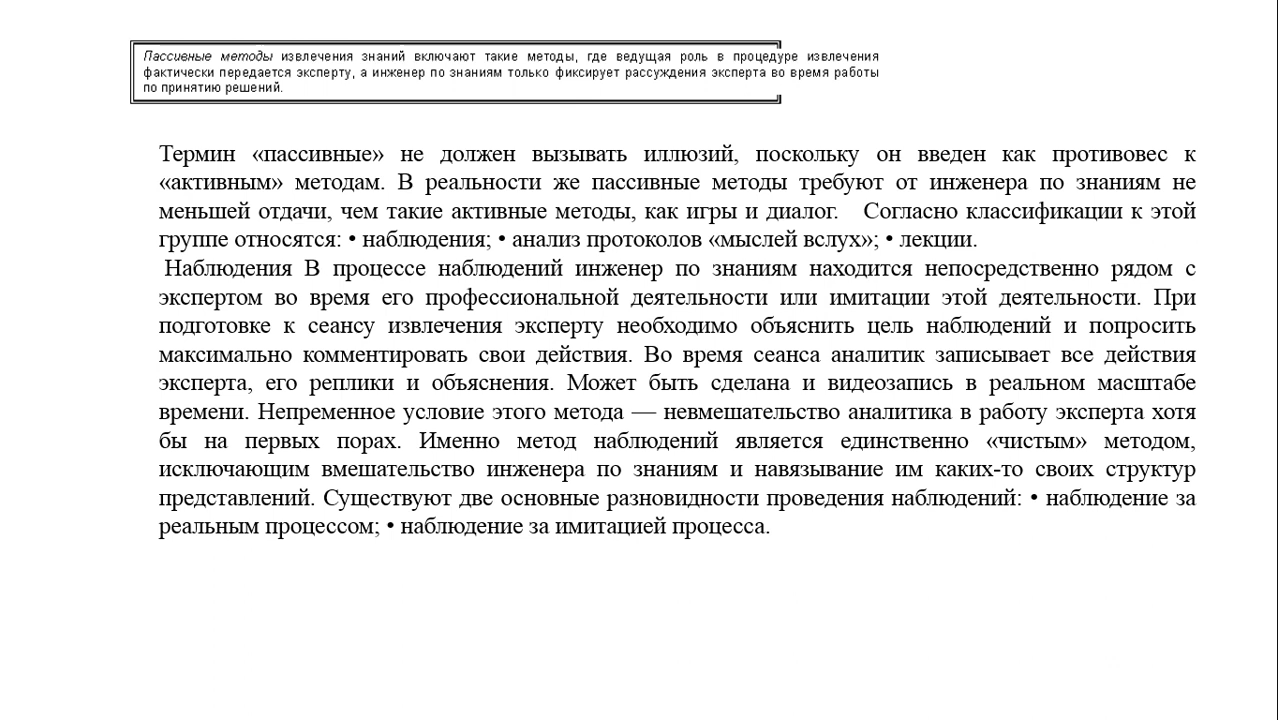 Пассивные методы извлечения знаний включают такие методы, где ведущая роль в процедуре извлечения
фактически передается эксперту, а инженер по знаниям только фиксирует рассуждения эксперта во время работы
по принятию решений.
Термин «пассивные» не должен вызывать иллюзий, поскольку он введен как противовес к
«активным» методам. В реальности же пассивные методы требуют от инженера по знаниям не
меньшей отдачи, чем такие активные методы, как игры и диалог. Согласно классификации к этой
группе относятся: • наблюдения; • анализ протоколов «мыслей вслух»; • лекции.
Наблюдения В процессе наблюдений инженер по знаниям находится непосредственно рядом с
экспертом во время его профессиональной деятельности или имитации этой деятельности. При
подготовке к сеансу извлечения эксперту необходимо объяснить цель наблюдений и попросить
максимально комментировать свои действия. Во время сеанса аналитик записывает все действия
эксперта, его реплики и объяснения. Может быть сделана и видеозапись в реальном масштабе
времени. Непременное условие этого метода — невмешательство аналитика в работу эксперта хотя
бы на первых порах. Именно метод наблюдений является единственно «чистым» методом,
исключающим вмешательство инженера по знаниям и навязывание им каких-то своих структур
представлений. Существуют две основные разновидности проведения наблюдений: • наблюдение за
реальным процессом; • наблюдение за имитацией процесса.